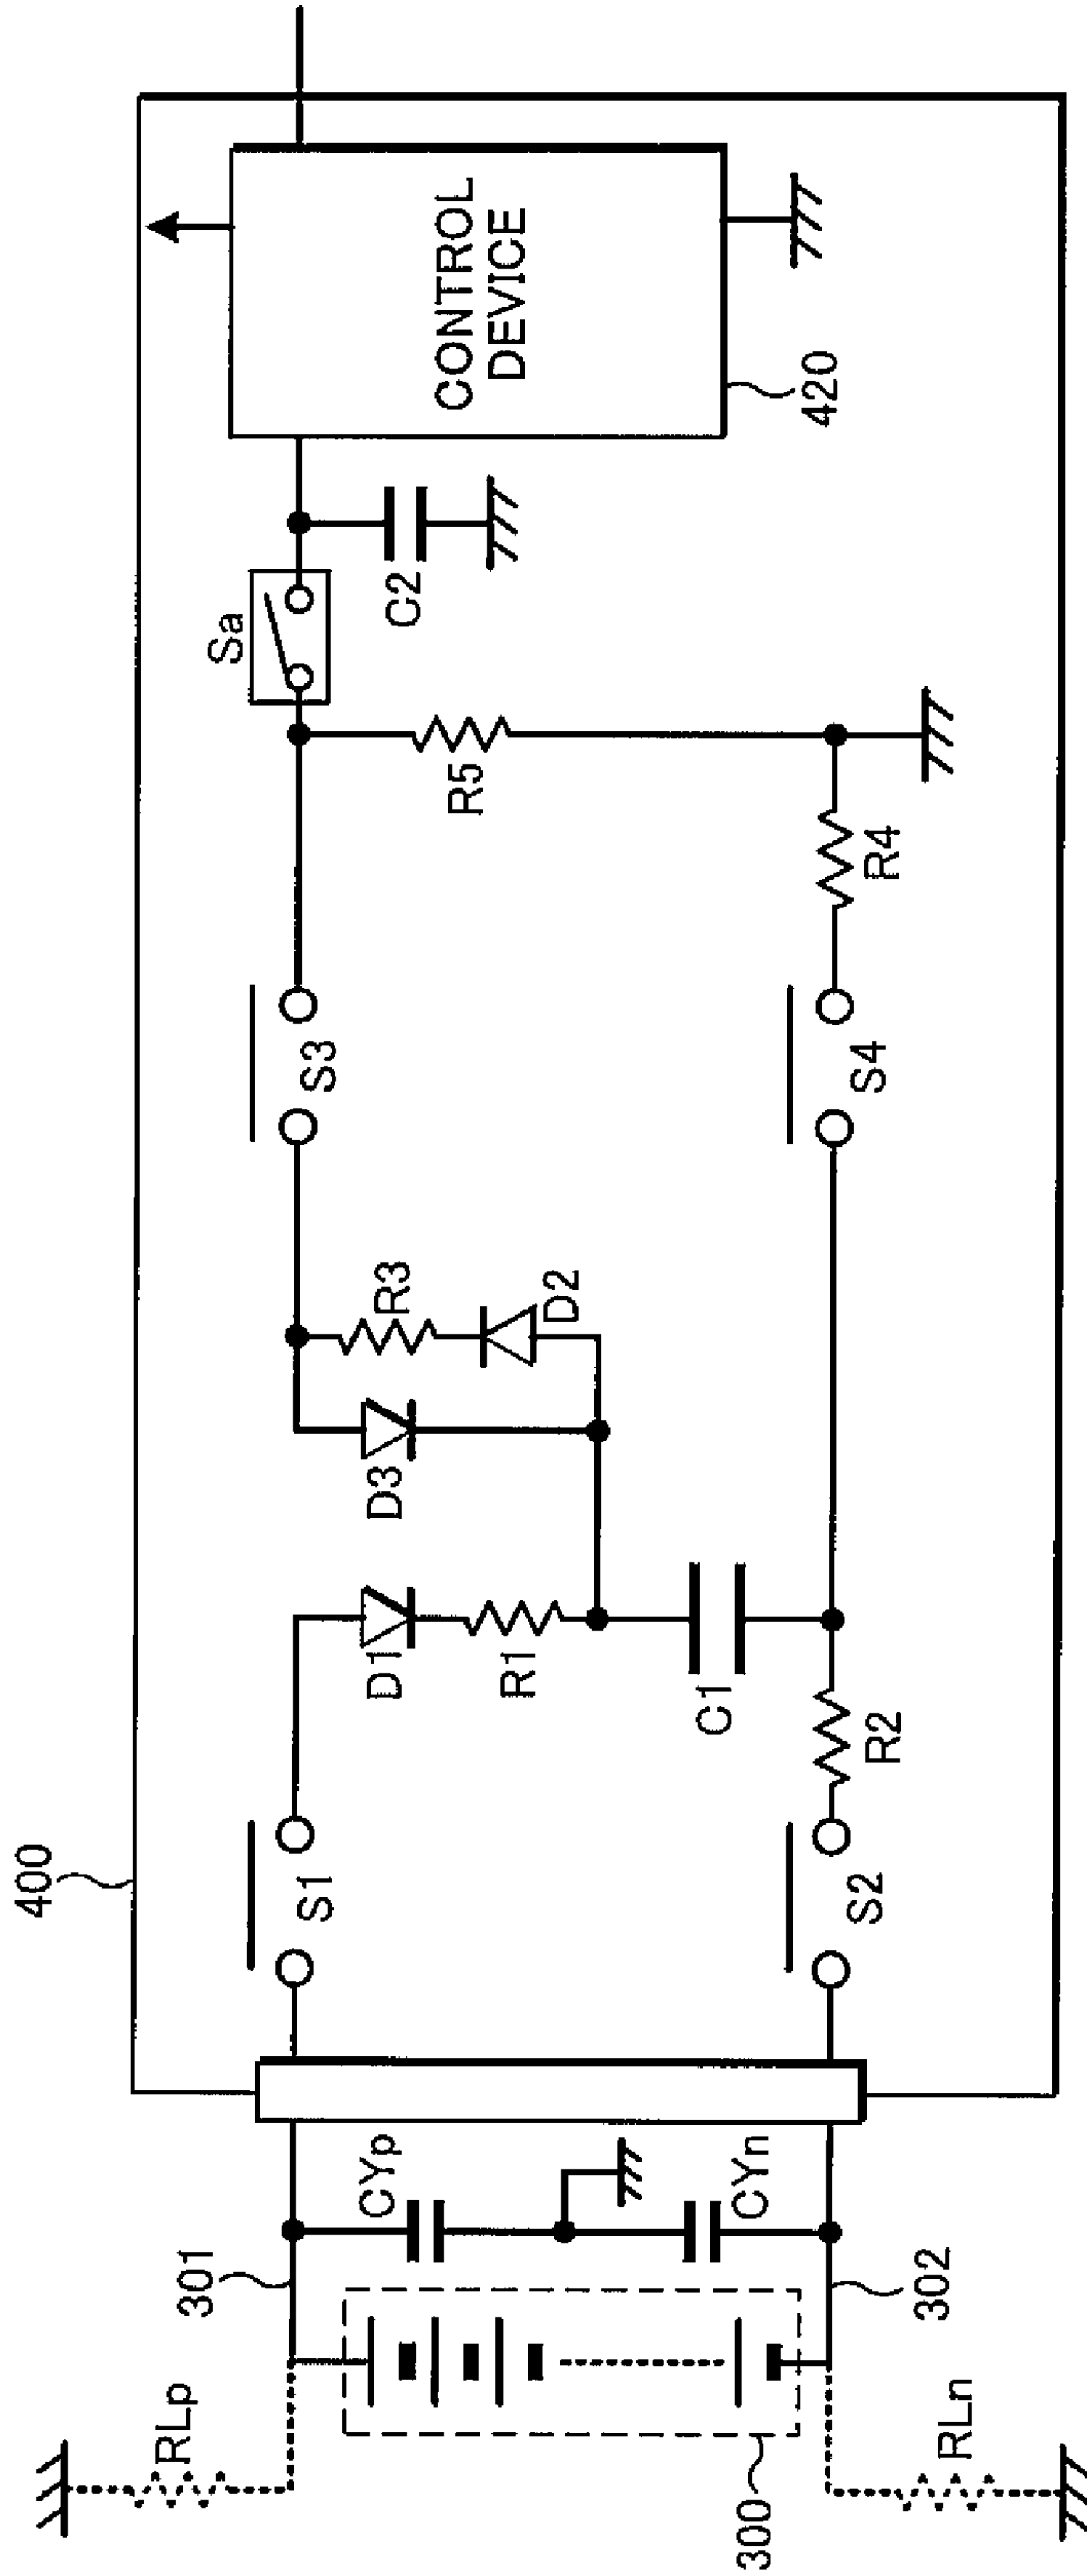 400
S1
D1
R1
C1
S2
R2
D3
R3
D2
S3
S4
R4
R5
Sa
C2
CONTROL
DEVICE
420
RLp
301
CYp
CYn
300
302
RLn